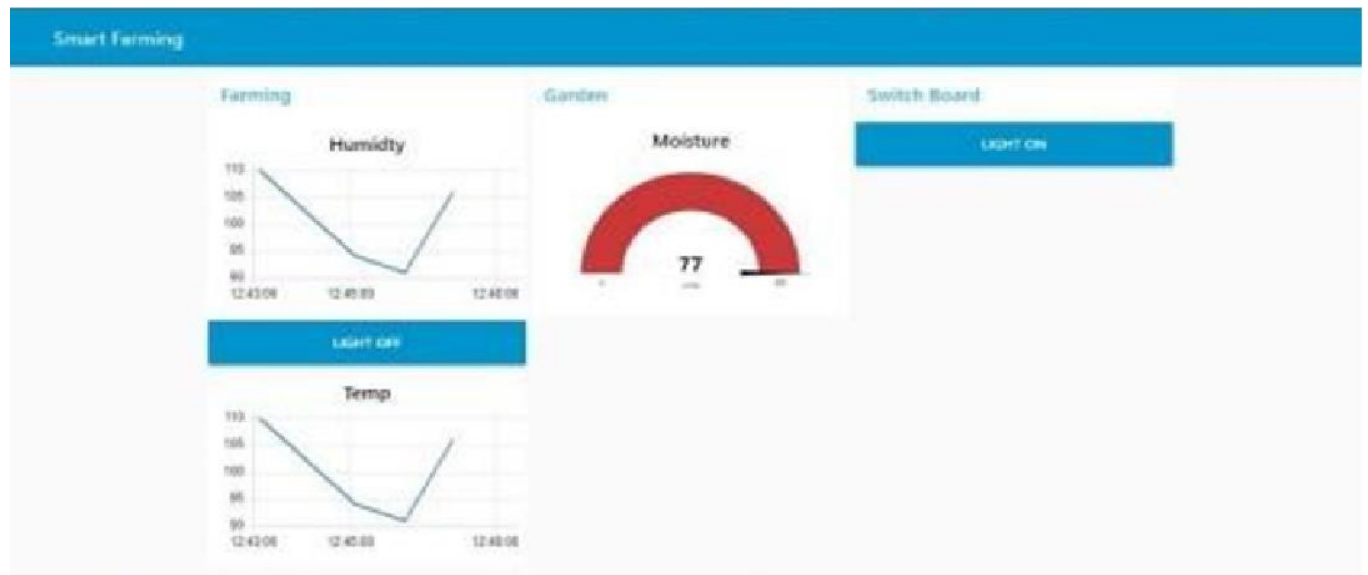 Smart Farming
Farming
Humidty
110
105
100
95
90
12:43:06 12:45:00 12:48:06
LIGHT OFF
Temp
110
105
100
95
90
12:43:06 12:45:00 12:48:06
Garden
Moisture
77
Switch Board
LIGHT ON